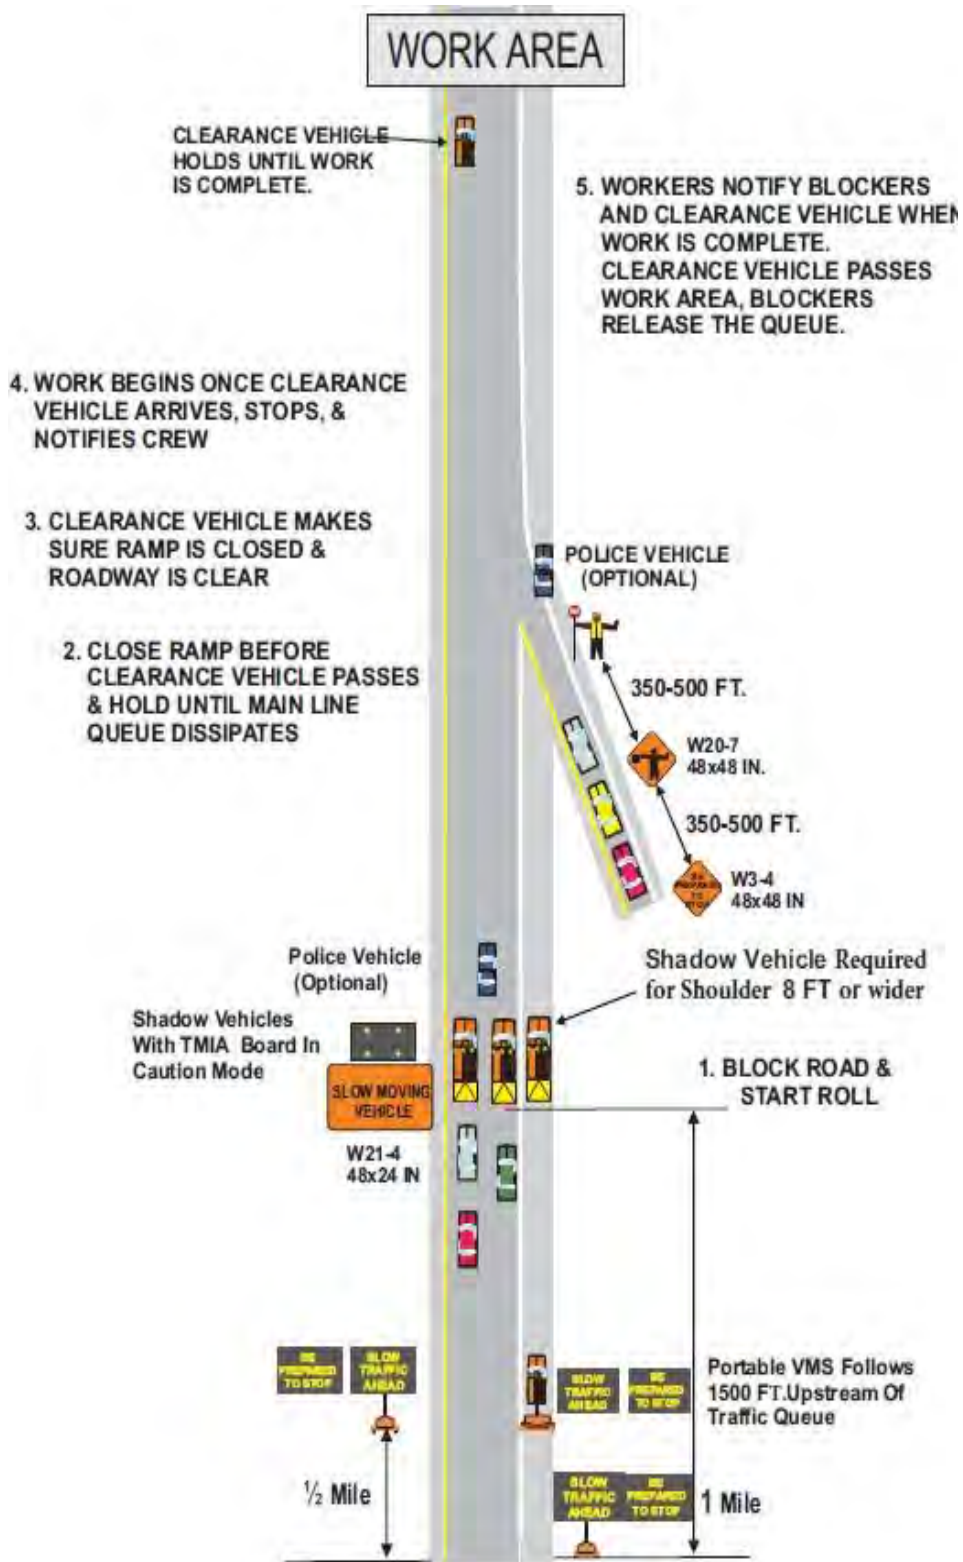 WORK AREA
CLEARANCE VEHIGLE
HOLDS UNTIL WORK
IS COMPLETE.
5. WORKERS NOTIFY BLOCKERS
AND CLEARANCE VEHICLE WHEN
WORK IS COMPLETE.
CLEARANCE VEHICLE PASSES
WORK AREA, BLOCKERS
RELEASE THE QUEUE.
4. WORK BEGINS ONCE CLEARANCE
VEHICLE ARRIVES, STOPS, &
NOTIFIES CREW
3. CLEARANCE VEHICLE MAKES
SURE RAMP IS CLOSED &
ROADWAY IS CLEAR
POLICE VEHICLE
(OPTIONAL)
2. CLOSE RAMP BEFORE
CLEARANCE VEHICLE PASSES
& HOLD UNTIL MAIN LINE
QUEUE DISSIPATES
350-500 FT.
W20-7
48x48 IN.
350-500 FT.
BE
PREPARED
TO
STOP
W3-4
48x48 IN
Police Vehicle
(Optional)
Shadow Vehicle Required
for Shoulder 8 FT or wider
Shadow Vehicles
With TMIA Board In
Caution Mode
SLOW MOVING
VEHICLE
1. BLOCK ROAD &
START ROLL
W21-4
48x24 IN
BE
PREPARED
TO STOP
SLOW
TRAFFIC
AHEAD
SLOW
TRAFFIC
AHEAD
BE
PREPARED
TO STOP
Portable VMS Follows
1500 FT.Upstream Of
Traffic Queue
½ Mile
SLOW
TRAFFIC
AHEAD
BE
PREPARED
TO STOP
1 Mile